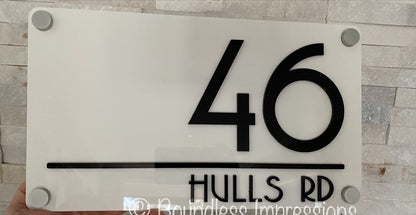 46
HULLS RD
© Boundless Impressions